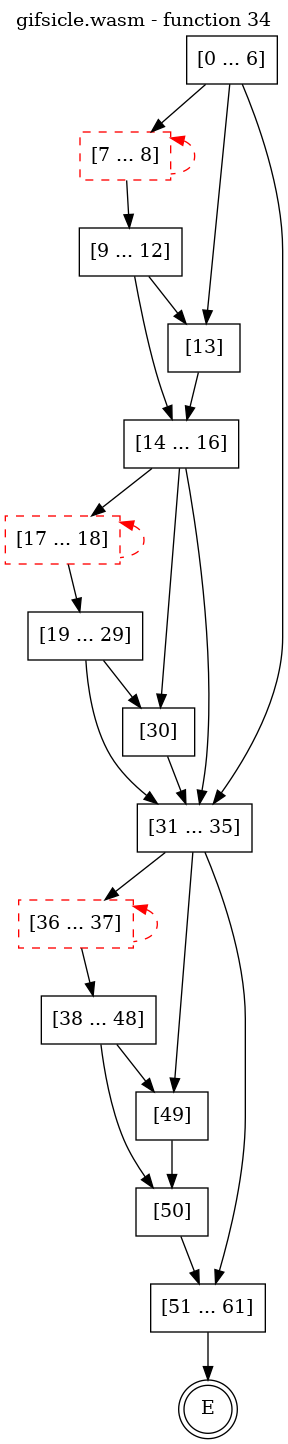 gifsicle.wasm - function 34
[0 ... 6]
[7 ... 8]
[9 ... 12]
[13]
[14 ... 16]
[17 ... 18]
[19 ... 29]
[30]
[31 ... 35]
[36 ... 37]
[38 ... 48]
[49]
[50]
[51 ... 61]
E